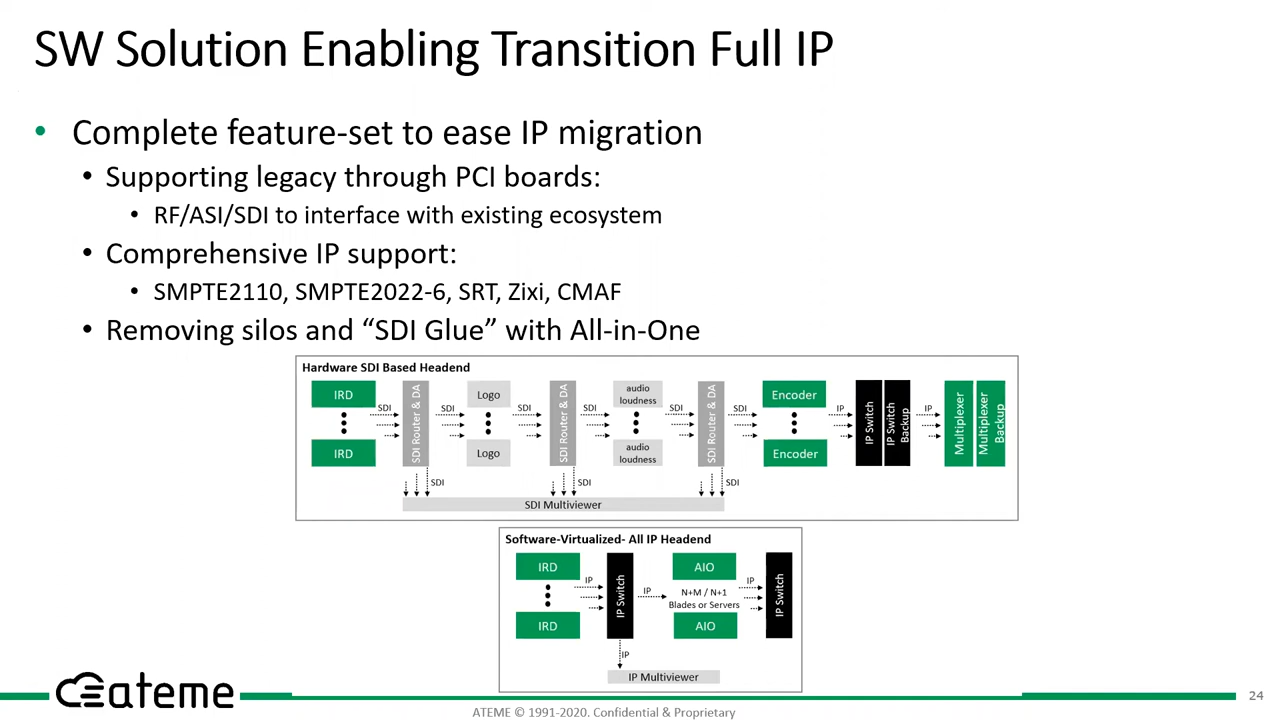 SW Solution Enabling Transition Full IP
• Complete feature-set to ease IP migration
• Supporting legacy through PCI boards:
• RF/ASI/SDI to interface with existing ecosystem
• Comprehensive IP support:
• SMPTE2110, SMPTE2022-6, SRT, Zixi, CMAF
• Removing silos and “SDI Glue” with All-in-One
Hardware SDI Based Headend
IRD
IRD
SDI
SDI Router & DA
SDI
Logo
Logo
SDI
SDI Router & DA
SDI
audio
loudness
audio
loudness
SDI
SDI Router & DA
SDI
Encoder
Encoder
IP
IP Switch
IP Switch
Backup
IP
Multiplexer
Multiplexer
Backup
SDI
SDI
SDI
SDI Multiviewer
Software-Virtualized- All IP Headend
IRD
IRD
IP
IP Switch
IP
AIO
N+M / N+1
Blades or Servers
AIO
IP
IP Switch
IP
IP Multiviewer
ateme
ATEME © 1991-2020. Confidential & Proprietary
24